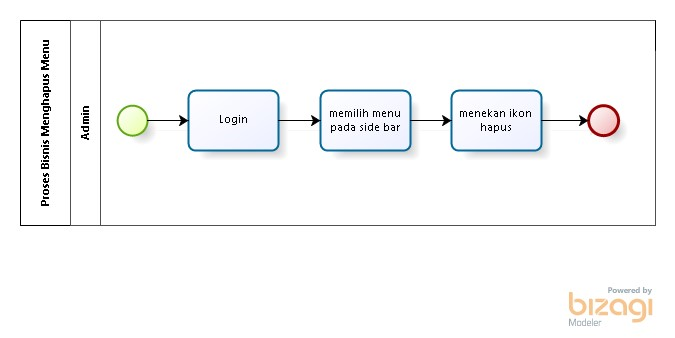 Proses Bisnis Menghapus Menu
Admin
Login
memilih menu
pada side bar
menekan ikon
hapus
Powered by
bizagi
Modeler